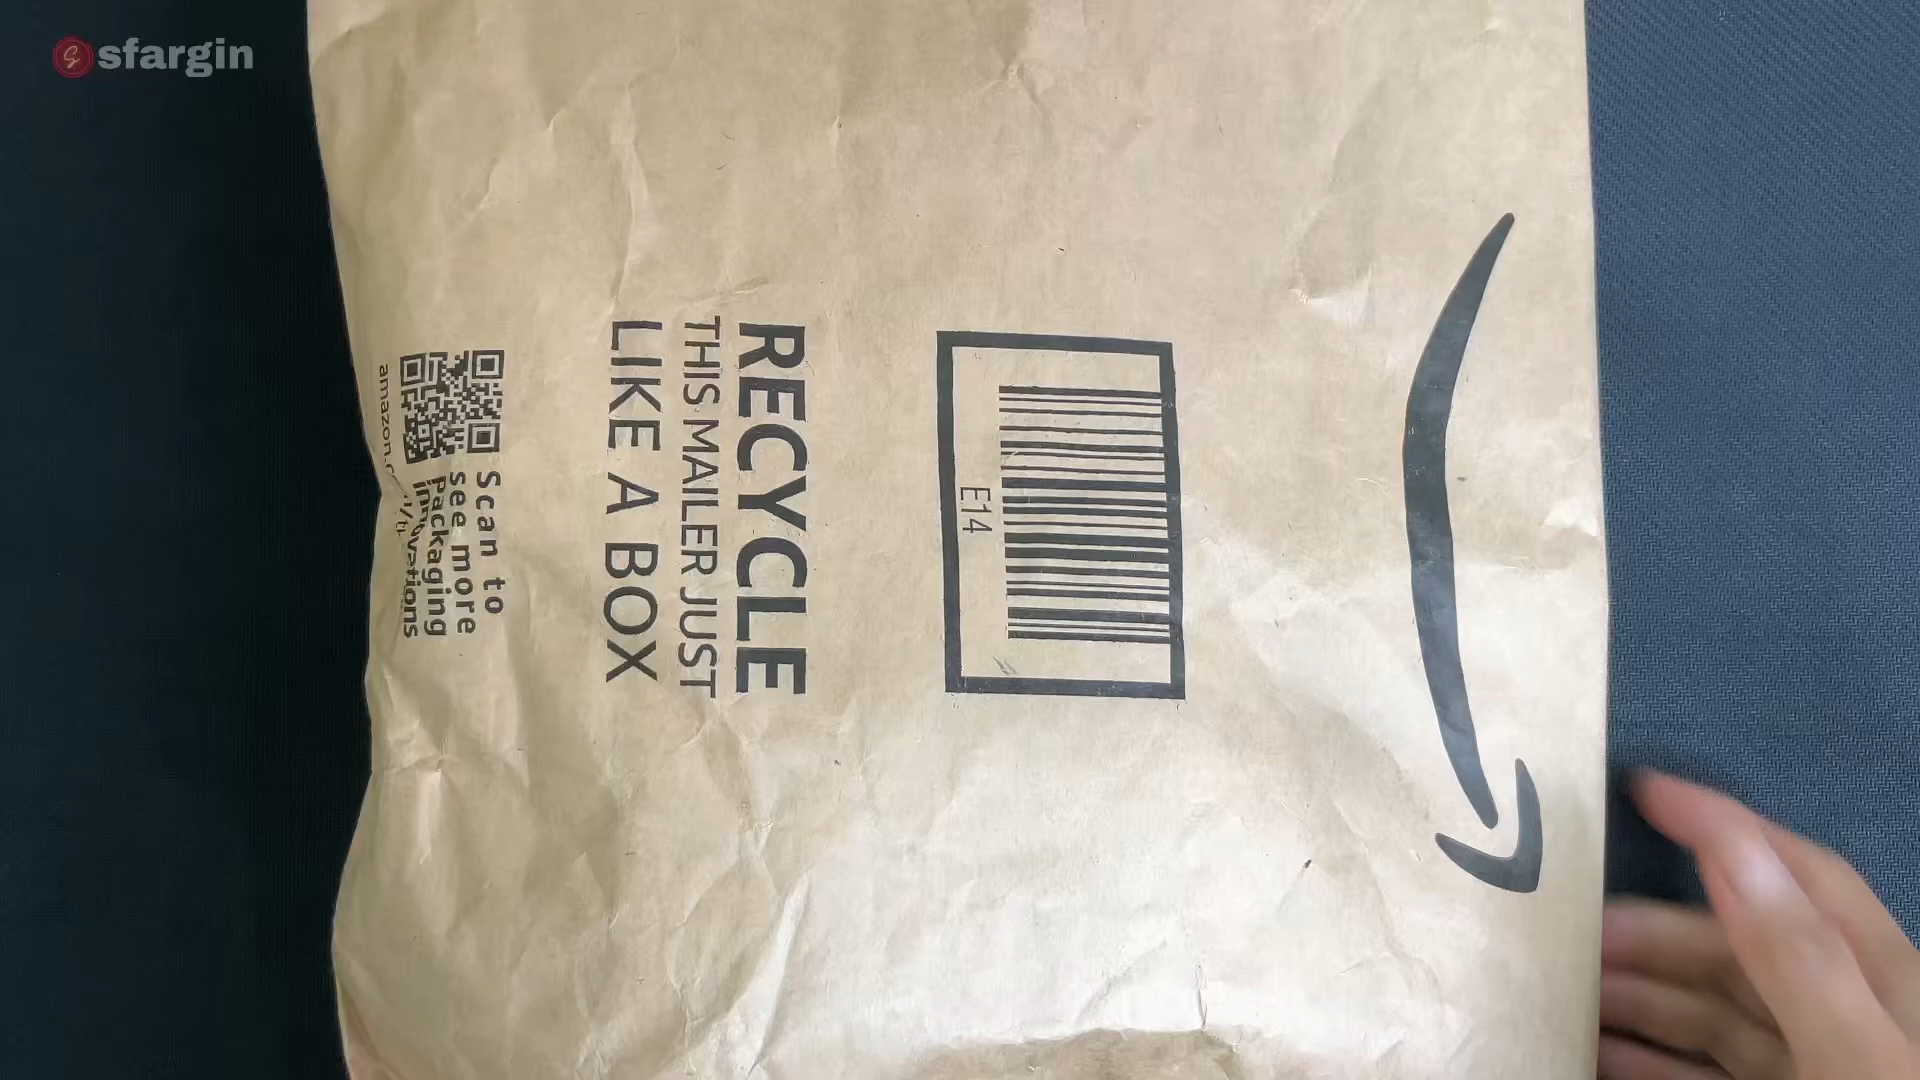 sfargin
E14
RECYCLE
THIS MAILER JUST
LIKE A BOX
Scan to
see more
packaging
innovations